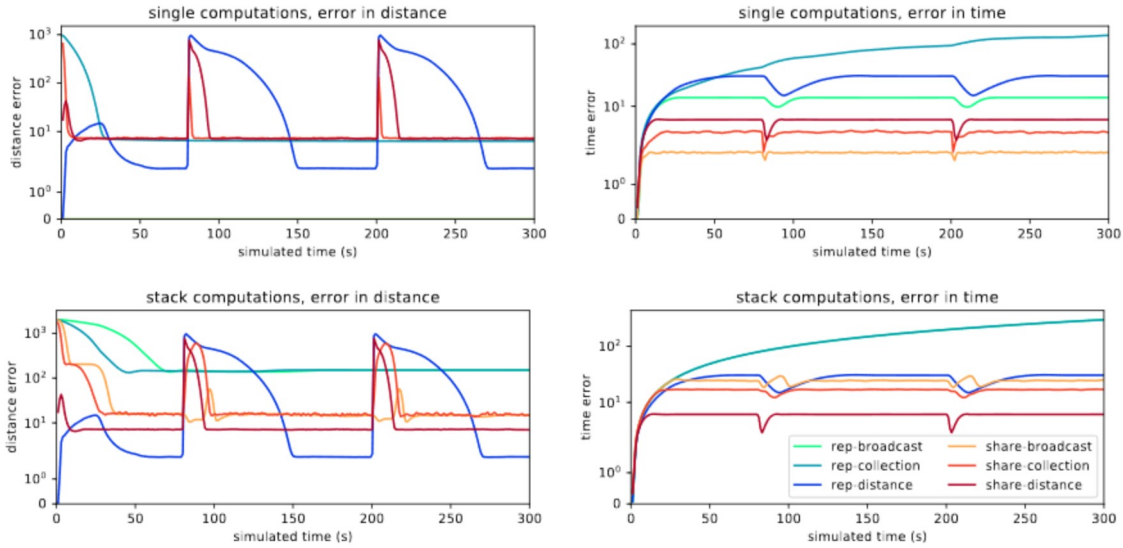 single computations, error in distance
distance error
10³
10²
10¹
10⁰
0
0 50 100 150 200 250 300
simulated time (s)
single computations, error in time
time error
10²
10¹
10⁰
0
0 50 100 150 200 250 300
simulated time (s)
stack computations, error in distance
distance error
10³
10²
10¹
10⁰
0
0 50 100 150 200 250 300
simulated time (s)
stack computations, error in time
time error
10²
10¹
10⁰
0
0 50 100 150 200 250 300
simulated time (s)
rep-broadcast
rep-collection
rep-distance
share-broadcast
share-collection
share-distance